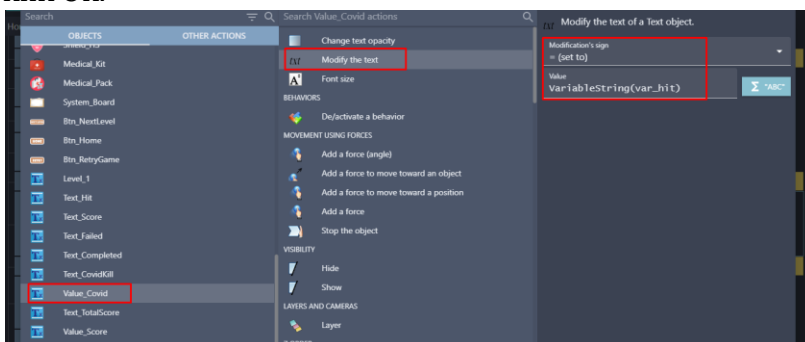 Search
OBJECTS
OTHER ACTIONS
Medical_Kit
Medical_Pack
System_Board
Btn_NextLevel
Btn_Home
Btn_RetryGame
Level_1
Text_Hit
Text_Score
Text_Failed
Text_Completed
Text_CovidKill
Value_Covid
Text_TotalScore
Value_Score
Search Value_Covid actions
Change text opacity
txt Modify the text
A Font size
BEHAVIORS
De/activate a behavior
MOVEMENT USING FORCES
Add a force (angle)
Add a force to move toward an object
Add a force to move toward a position
Add a force
Stop the object
VISIBILITY
Hide
Show
LAYERS AND CAMERAS
Layer
txt Modify the text of a Text object.
Modification's sign
= (set to)
Value
VariableString(var_hit)
Σ "ABC"